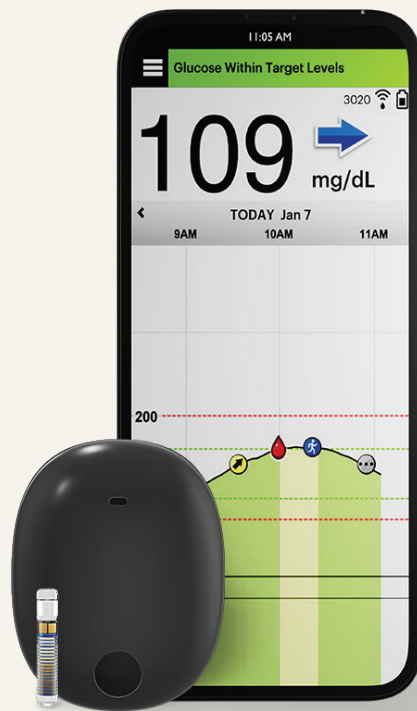 11:05 AM
Glucose Within Target Levels
3020
109
mg/dL
TODAY Jan 7
9AM 10AM 11AM
200